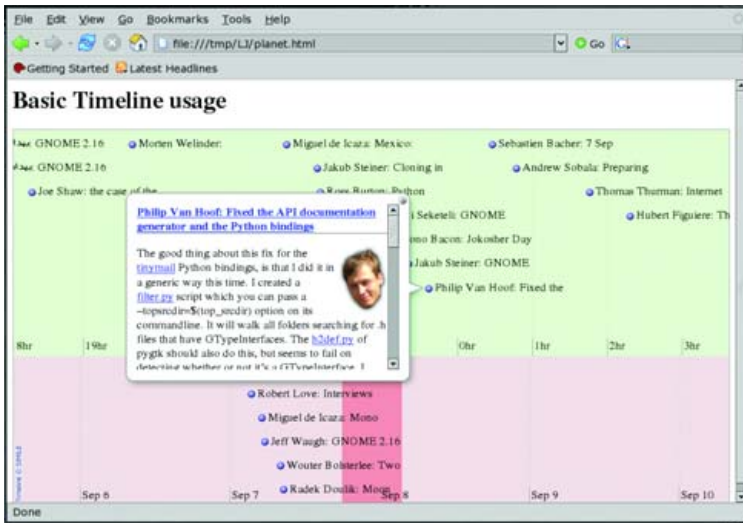 File Edit View Go Bookmarks Tools Help
file:///tmp/LJ/planet.html Go
Getting Started Latest Headlines
Basic Timeline usage
GNOME 2.16 Morten Welinder: Miguel de Icaza: Mexico: Sebastien Bacher: 7 Sep
GNOME 2.16 Jakub Steiner: Cloning in Andrew Sobala: Preparing
Joe Shaw: the case of the Ross Burton: Python Thomas Thurman: Internet
Philip Van Hoof: Fixed the API documentation
generator and the Python bindings
The good thing about this fix for the
tinymail Python bindings, is that I did it in
a generic way this time. I created a
filter.py script which you can pass a
--topsrcdir=$(top_srcdir) option on its
commandline. It will walk all folders searching for .h
files that have GTypeInterfaces. The h2def.py of
pygtk should also do this, but seems to fail on
detecting whether or not it's a GTypeInterface. I
i Seketeli: GNOME Hubert Figuiere: Th
ono Bacon: Jokosher Day
Jakub Steiner: GNOME
Philip Van Hoof: Fixed the
8hr 19hr 0hr 1hr 2hr 3hr
Robert Love: Interviews
Miguel de Icaza: Mono
Jeff Waugh: GNOME 2.16
Wouter Bolsterlee: Two
Radek Doulik: Moon
Sep 6 Sep 7 Sep 8 Sep 9 Sep 10
Timeline © SIMILE
Done